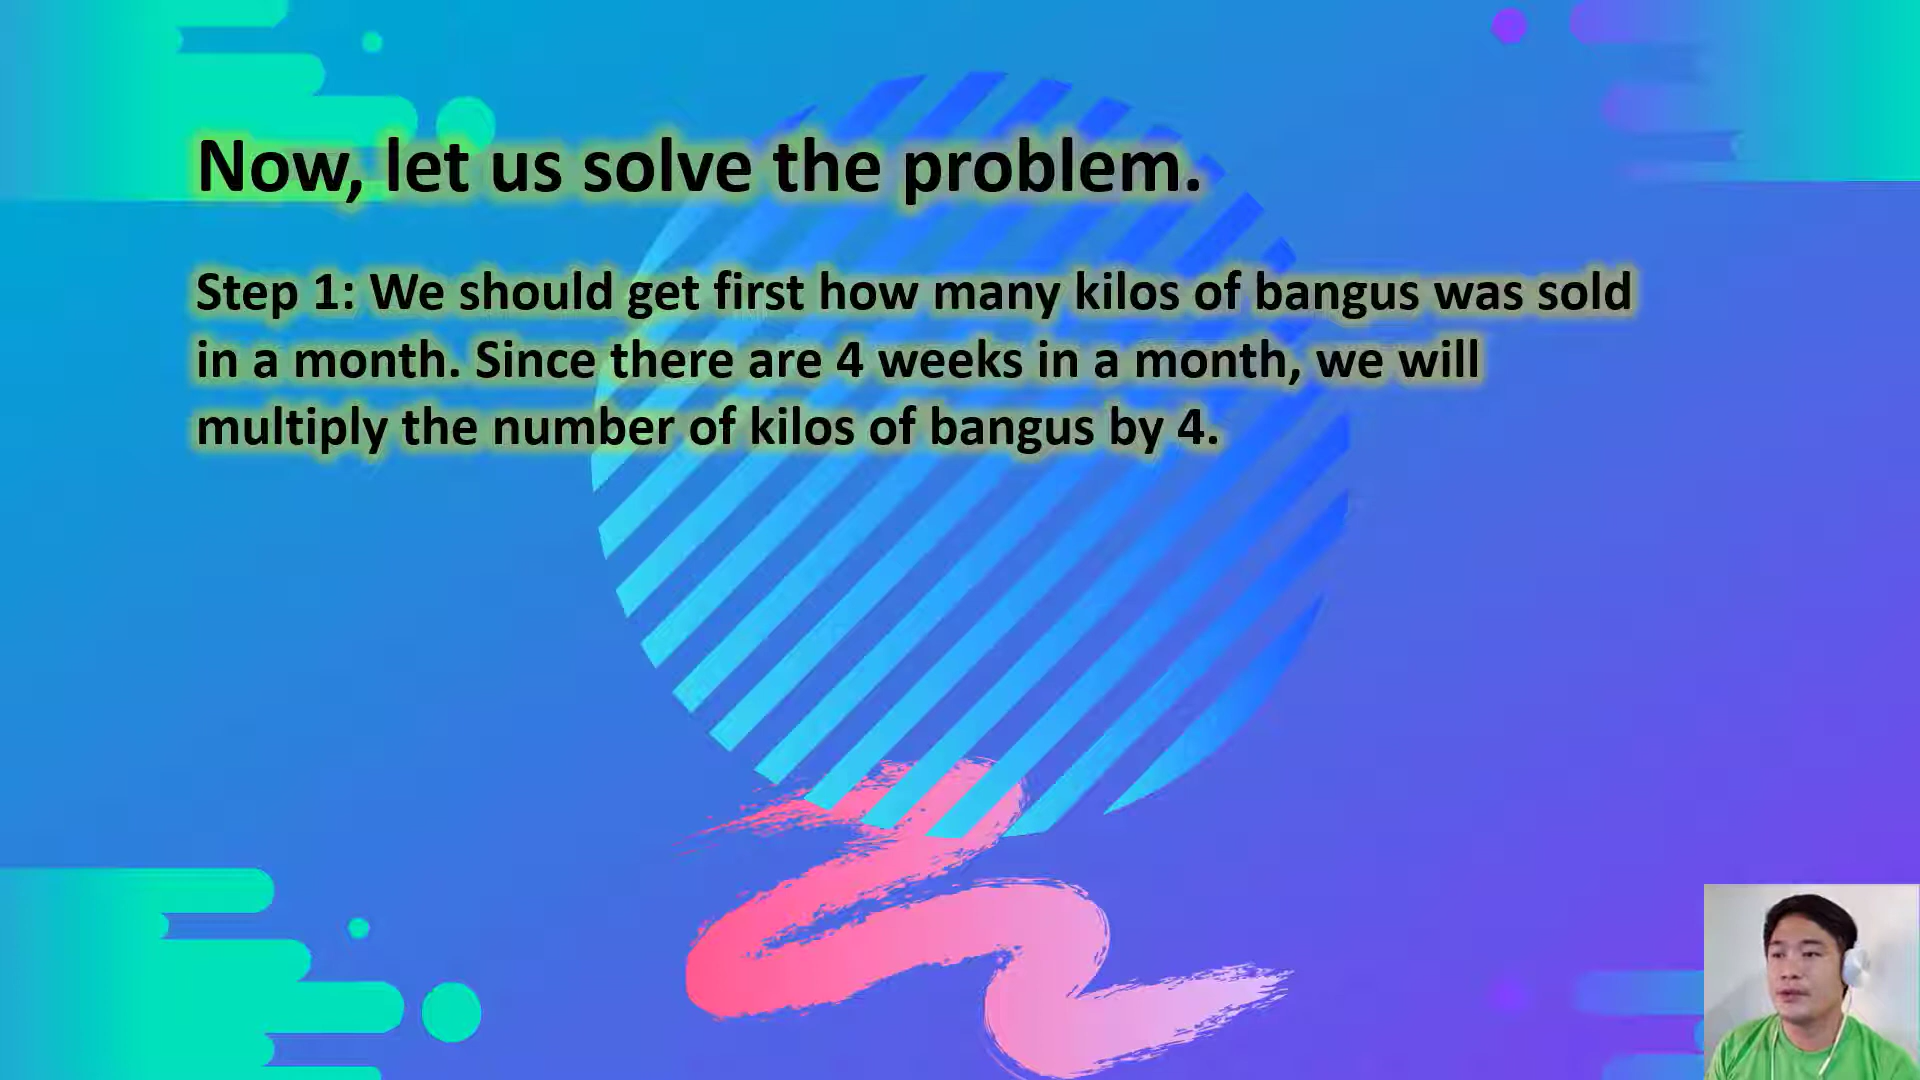 Now, let us solve the problem.
Step 1: We should get first how many kilos of bangus was sold
in a month. Since there are 4 weeks in a month, we will
multiply the number of kilos of bangus by 4.